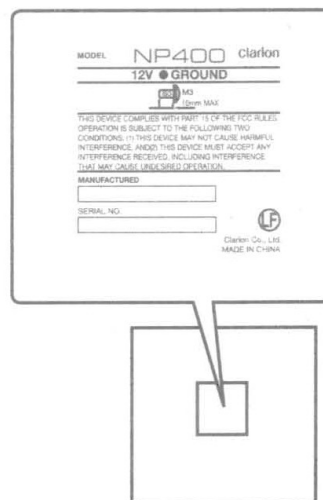 MODEL NP400 clarion
12V ● GROUND
M3
10mm MAX
THIS DEVICE COMPLIES WITH PART 15 OF THE FCC RULES.
OPERATION IS SUBJECT TO THE FOLLOWING TWO
CONDITIONS: (1) THIS DEVICE MAY NOT CAUSE HARMFUL
INTERFERENCE, AND(2) THIS DEVICE MUST ACCEPT ANY
INTERFERENCE RECEIVED, INCLUDING INTERFERENCE
THAT MAY CAUSE UNDESIRED OPERATION.
MANUFACTURED
SERIAL NO.
LF
Clarion Co., Ltd.
MADE IN CHINA